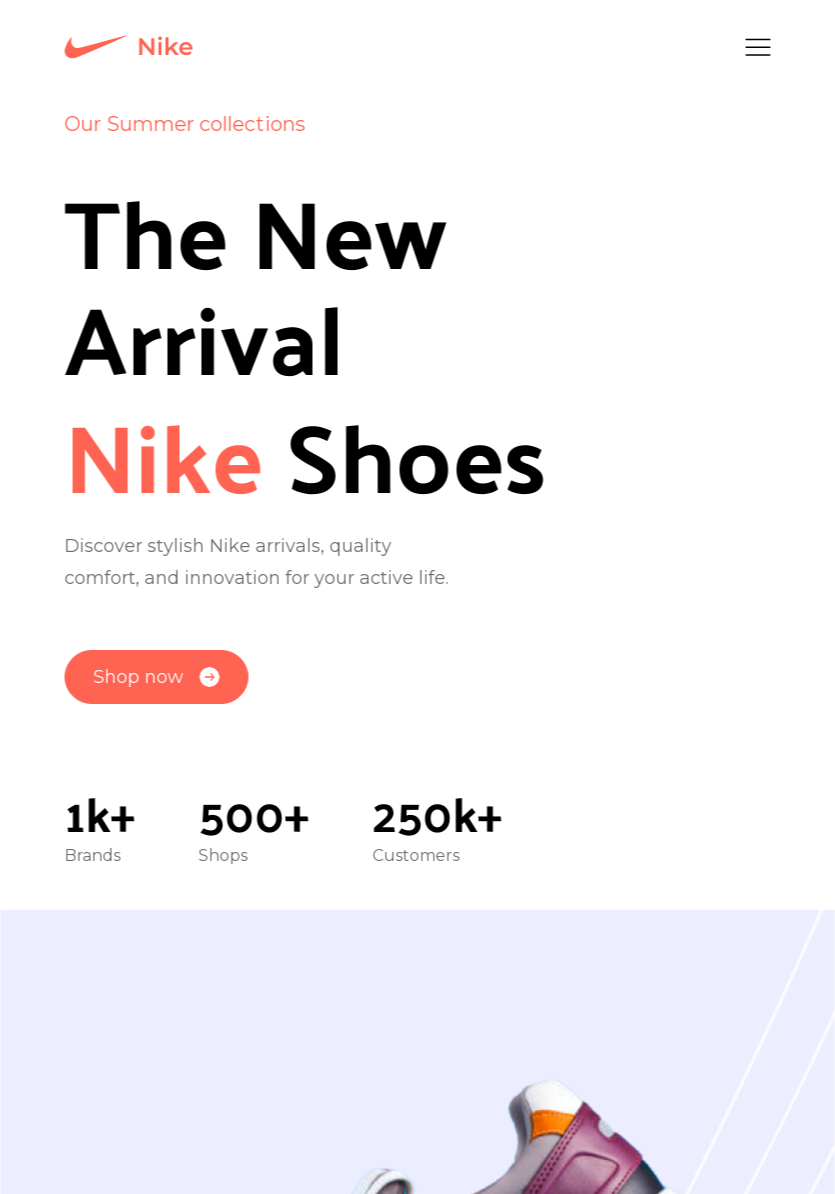 Nike
Our Summer collections
The New
Arrival
Nike Shoes
Discover stylish Nike arrivals, quality
comfort, and innovation for your active life.
Shop now
1k+ 500+ 250k+
Brands Shops Customers